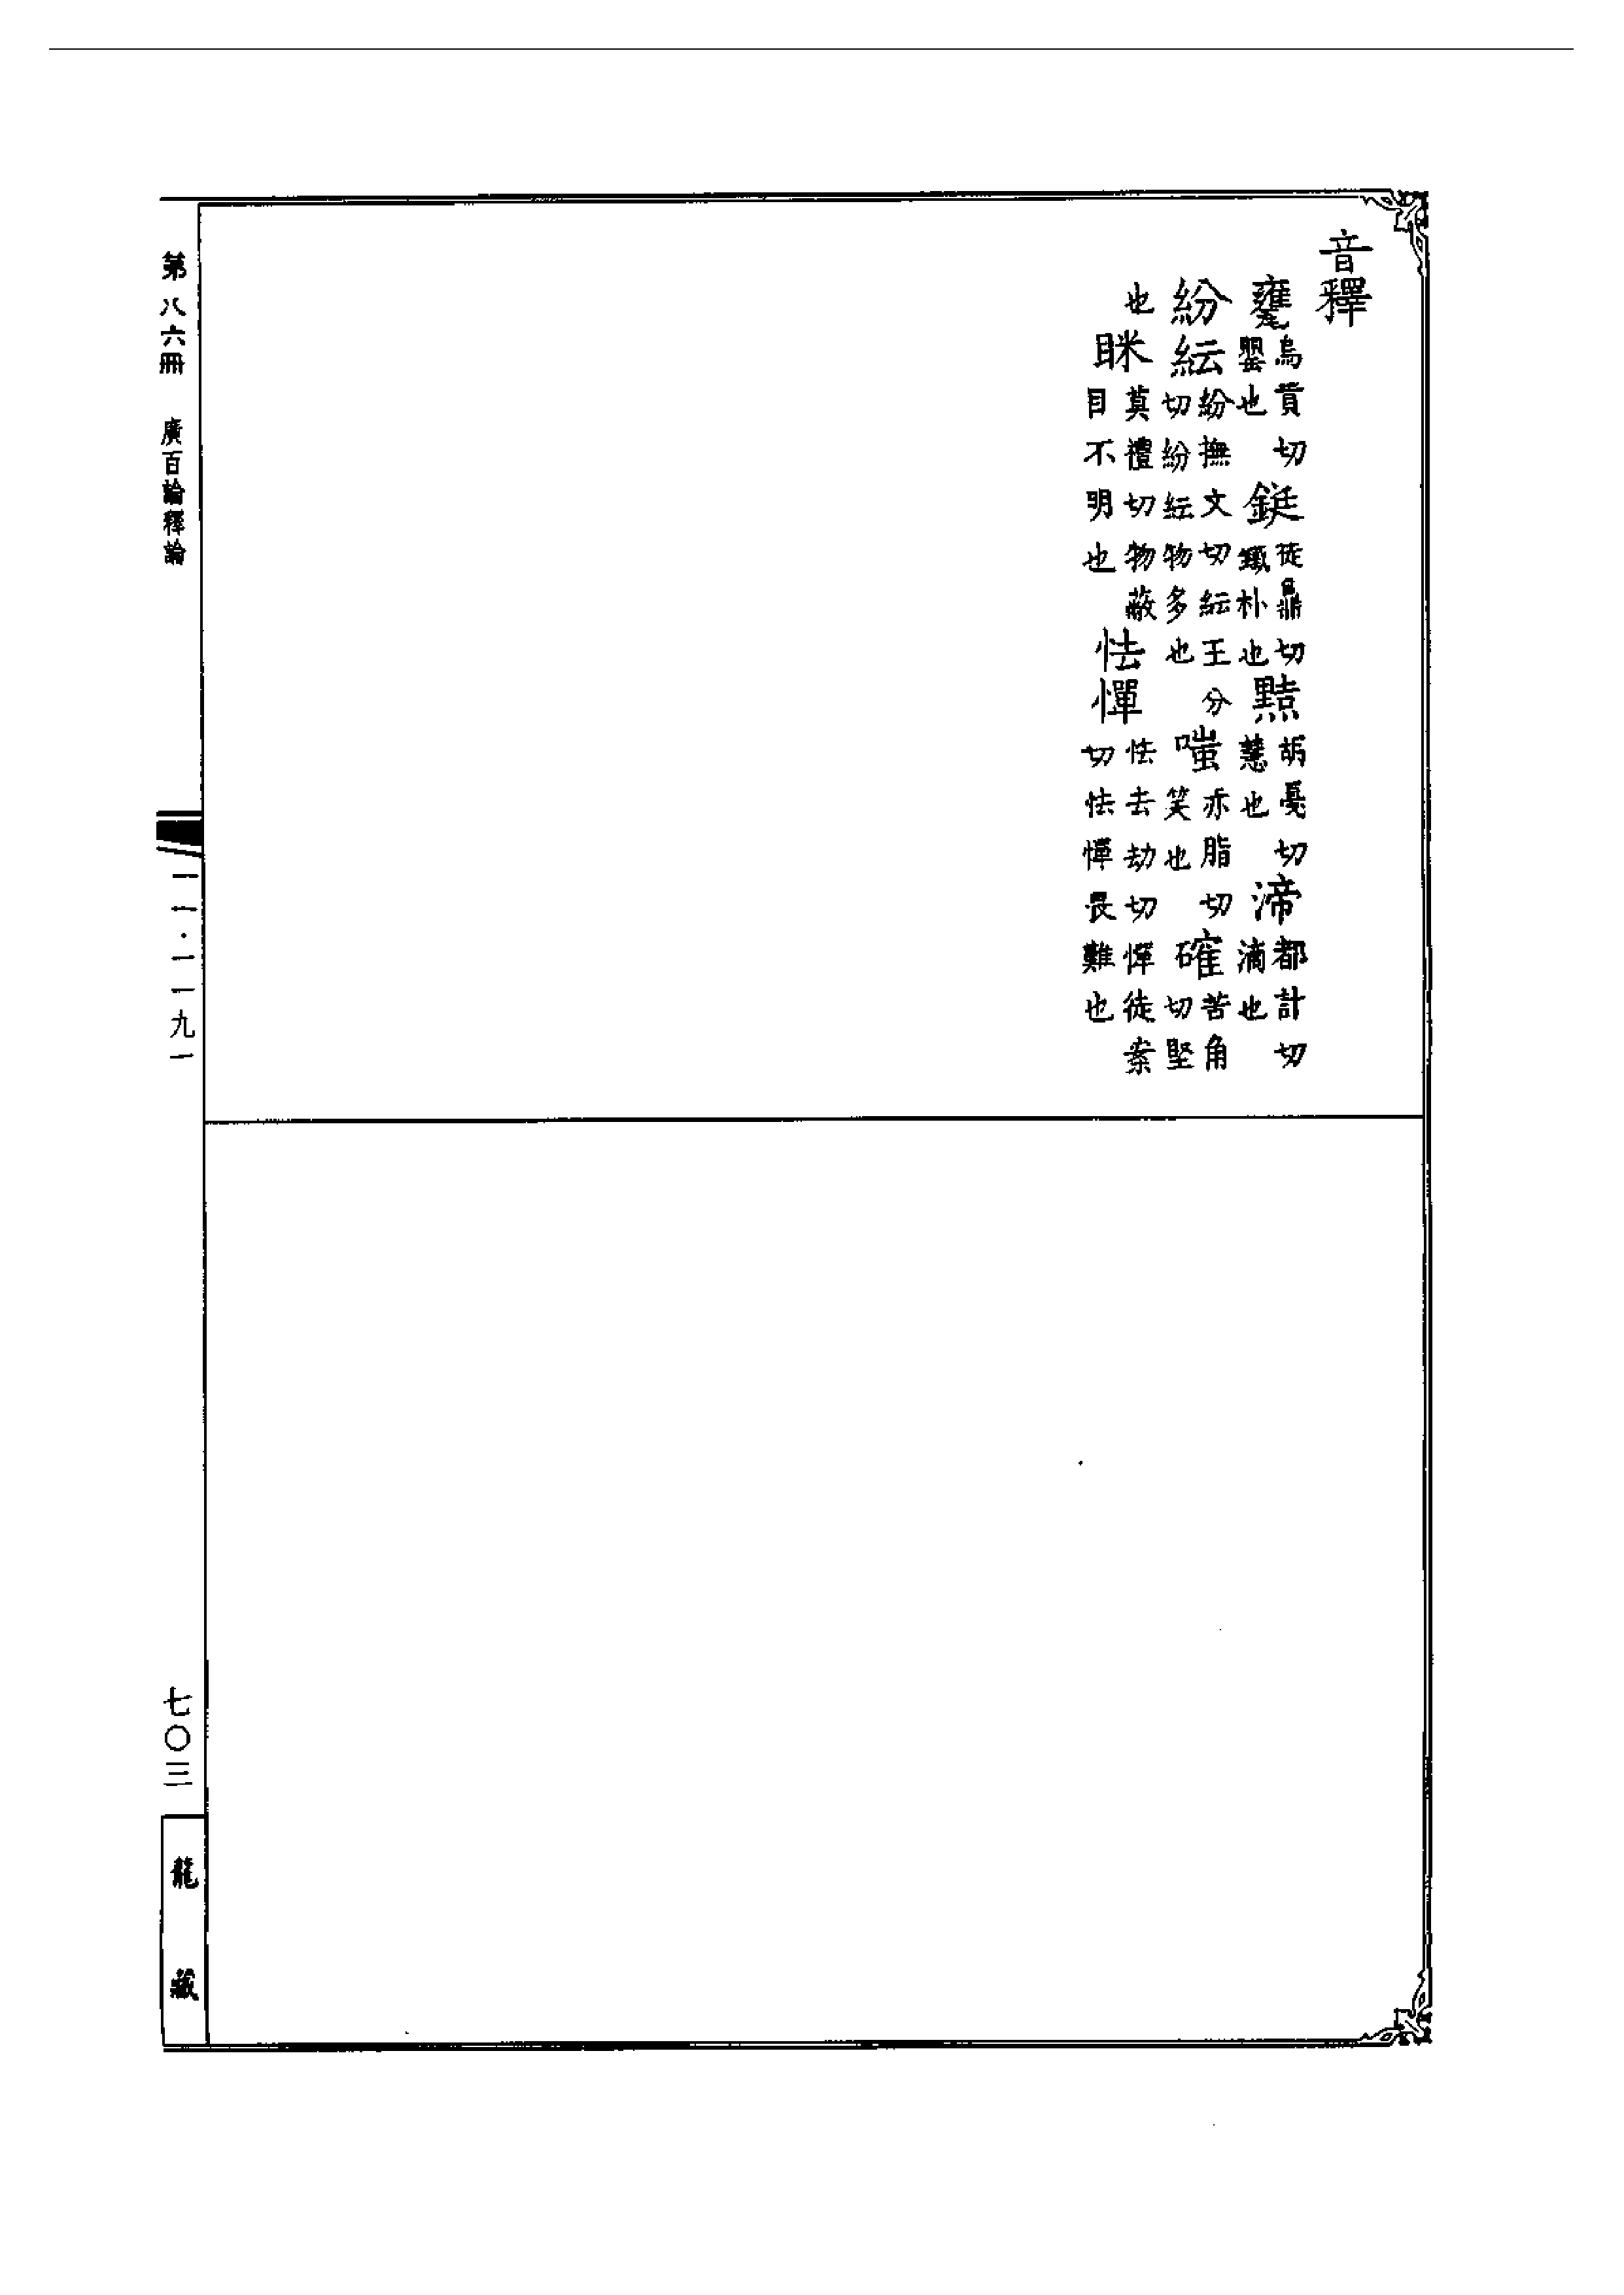 音釋
甕烏貢切罌也 鋌徒鼎切鐵朴也 黠胡戛切慧也 渧都計切滴也
紛紜紛撫文切紜王分切紛紜物多也 嗤赤脂切笑也 確苦角切堅
也 眯莫禮切物蔽目不明也 怯憚怯去劫切憚徒案切怯憚畏難也
第八六冊 廣百論釋論
一一·一一九一
七〇三
龍藏